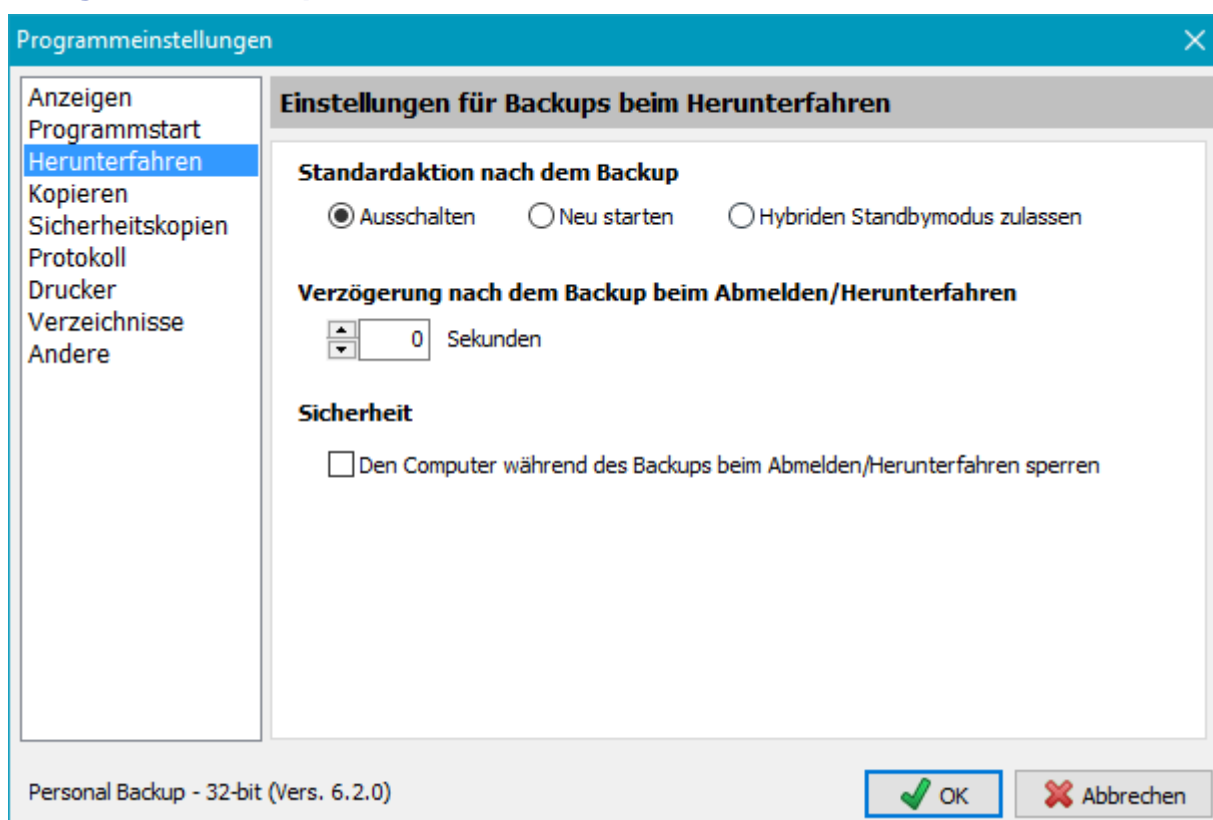 Programmeinstellungen
Anzeigen
Programmstart
Herunterfahren
Kopieren
Sicherheitskopien
Protokoll
Drucker
Verzeichnisse
Andere
Einstellungen für Backups beim Herunterfahren
Standardaktion nach dem Backup
Ausschalten Neu starten Hybriden Standbymodus zulassen
Verzögerung nach dem Backup beim Abmelden/Herunterfahren
0 Sekunden
Sicherheit
Den Computer während des Backups beim Abmelden/Herunterfahren sperren
Personal Backup - 32-bit (Vers. 6.2.0) OK Abbrechen